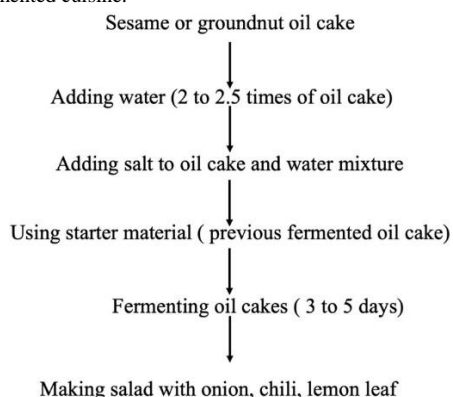 Sesame or groundnut oil cake
Adding water (2 to 2.5 times of oil cake)
Adding salt to oil cake and water mixture
Using starter material ( previous fermented oil cake)
Fermenting oil cakes ( 3 to 5 days)
Making salad with onion, chili, lemon leaf